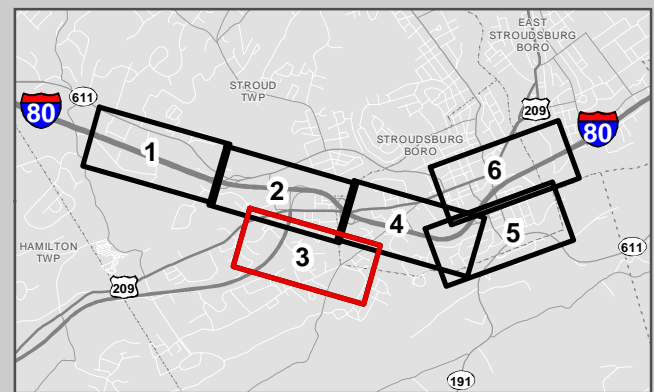 EAST
STROUDSBURG
BORO
611
STROUD
TWP
209
80
80
STROUDSBURG
BORO
1
6
2
4
5
HAMILTON
TWP
3
611
209
191